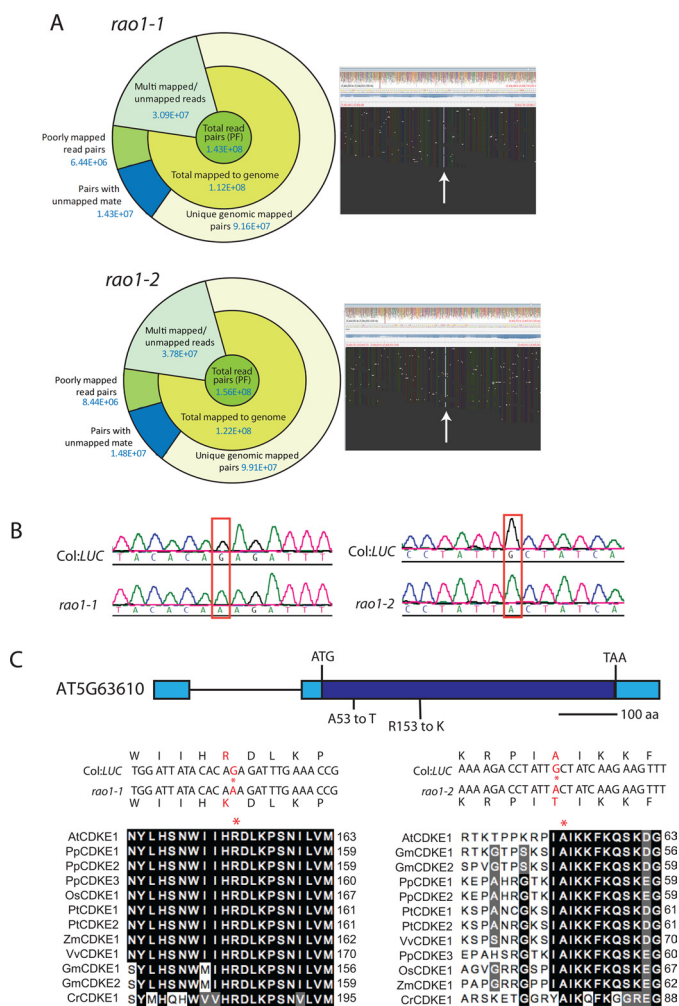 A
rao1-1
Multi mapped/
unmapped reads
3.09E+07
Poorly mapped
read pairs
6.44E+06
Total read
pairs (PF)
1.43E+08
Total mapped to genome
1.12E+08
Pairs with
unmapped mate
1.43E+07
Unique genomic mapped
pairs 9.16E+07
rao1-2
Multi mapped/
unmapped reads
3.78E+07
Poorly mapped
read pairs
8.44E+06
Total read
pairs (PF)
1.56E+08
Total mapped to genome
1.22E+08
Pairs with
unmapped mate
1.48E+07
Unique genomic mapped
pairs 9.91E+07
B
Col:LUC
T A C A C A G A G A T T T
rao1-1
T A C A C A A A G A T T T
Col:LUC
C C T A T T G C T A T C A
rao1-2
C C T A T T A C T A T C A
C
ATG
TAA
AT5G63610
A53 to T
R153 to K
100 aa
W I I H R D L K P
Col:LUC TGG ATT ATA CAC AGA GAT TTG AAA CCG
*
rao1-1 TGG ATT ATA CAC AAA GAT TTG AAA CCG
W I I H K D L K P
*
AtCDKE1 NYLHSNWIIHRDLKPSNILVM 163
PpCDKE1 NYLHSNWIIHRDLKPSNILVM 159
PpCDKE2 NYLHSNWIIHRDLKPSNILVM 159
PpCDKE3 NYLHSNWIIHRDLKPSNILVM 160
OsCDKE1 NYLHSNWIIHRDLKPSNILVM 167
PtCDKE1 NYLHSNWIIHRDLKPSNILVM 161
PtCDKE2 NYLHSNWIIHRDLKPSNILVM 161
ZmCDKE1 NYLHSNWIIHRDLKPSNILVM 162
VvCDKE1 NYLHSNWIIHRDLKPSNILVM 170
GmCDKE1 SYLHSNWMIHRDLKPSNILVM 156
GmCDKE2 SYLHSNWMIHRDLKPSNILVM 159
CrCDKE1 SYMHQHWVVHRDLKPSNVLVM 195
K R P I A I K K F
Col:LUC AAA AGA CCT ATT GCT ATC AAG AAG TTT
*
rao1-2 AAA AGA CCT ATT ACT ATC AAG AAG TTT
K R P I T I K K F
*
AtCDKE1 RTKTPPKRPIAIKKFKQSKDG 63
GmCDKE1 RTKGTPSKSIAIKKFKQSKDG 56
GmCDKE2 SPVGTPSKSIAIKKFKQSKDG 59
PpCDKE1 KEPAHRGTKIAIKKFKQSKEG 59
PpCDKE2 KEPAHRGTKIAIKKFKQSKEG 59
PtCDKE1 KSPANCGKSIAIKKFKQSKDG 61
PtCDKE2 KSPANRGKSIAIKKFKQSKDG 61
VvCDKE1 KSPSNRGKSIAIKKFKQSKDG 70
PpCDKE3 EPAHSRGTKIAIKKFKQSKEG 60
OsCDKE1 AGVGRRGPSIAIKKFKQSKEG 67
ZmCDKE1 PAPGRRGPSIAIKKFKQSKEG 62
CrCDKE1 88